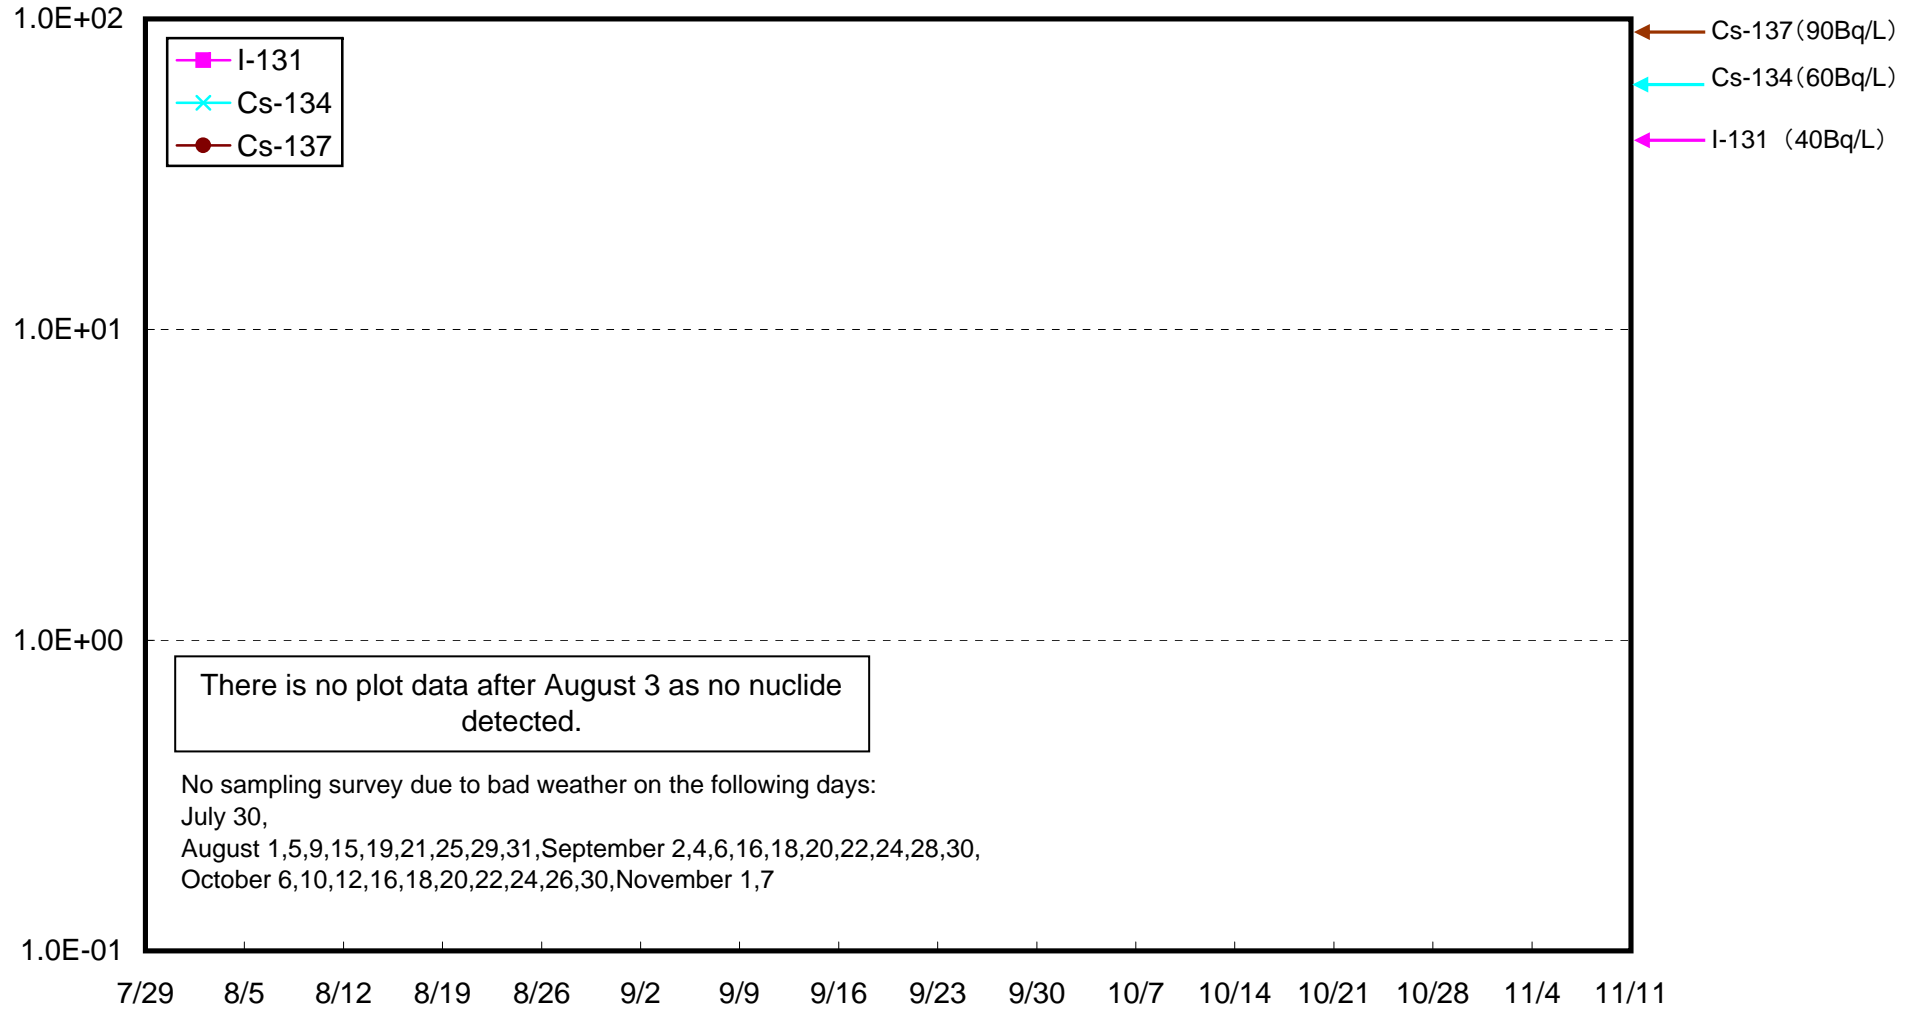 1.0E+02
1.0E+01
1.0E+00
1.0E-01
I-131
Cs-134
Cs-137
Cs-137（90Bq/L）
Cs-134（60Bq/L）
I-131 （40Bq/L）
There is no plot data after August 3 as no nuclide
detected.
No sampling survey due to bad weather on the following days:
July 30,
August 1,5,9,15,19,21,25,29,31,September 2,4,6,16,18,20,22,24,28,30,
October 6,10,12,16,18,20,22,24,26,30,November 1,7
7/29 8/5 8/12 8/19 8/26 9/2 9/9 9/16 9/23 9/30 10/7 10/14 10/21 10/28 11/4 11/11